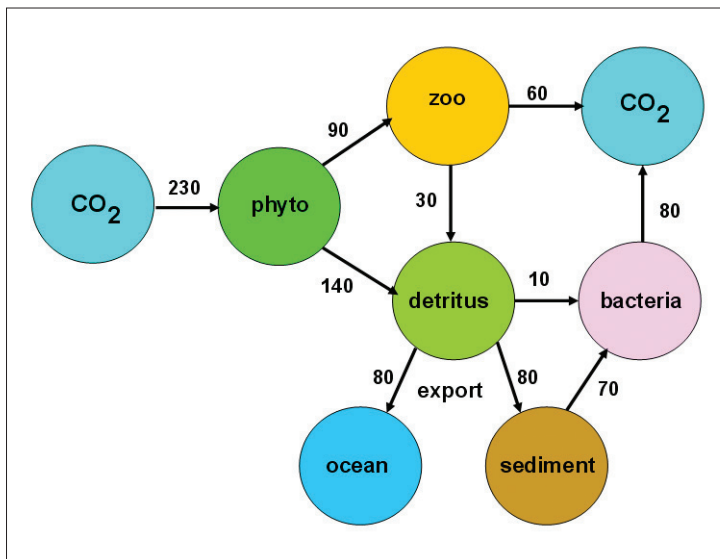 zoo
60
CO2
90
CO2
230
phyto
30
80
140
detritus
10
bacteria
80
export
80
70
ocean
sediment